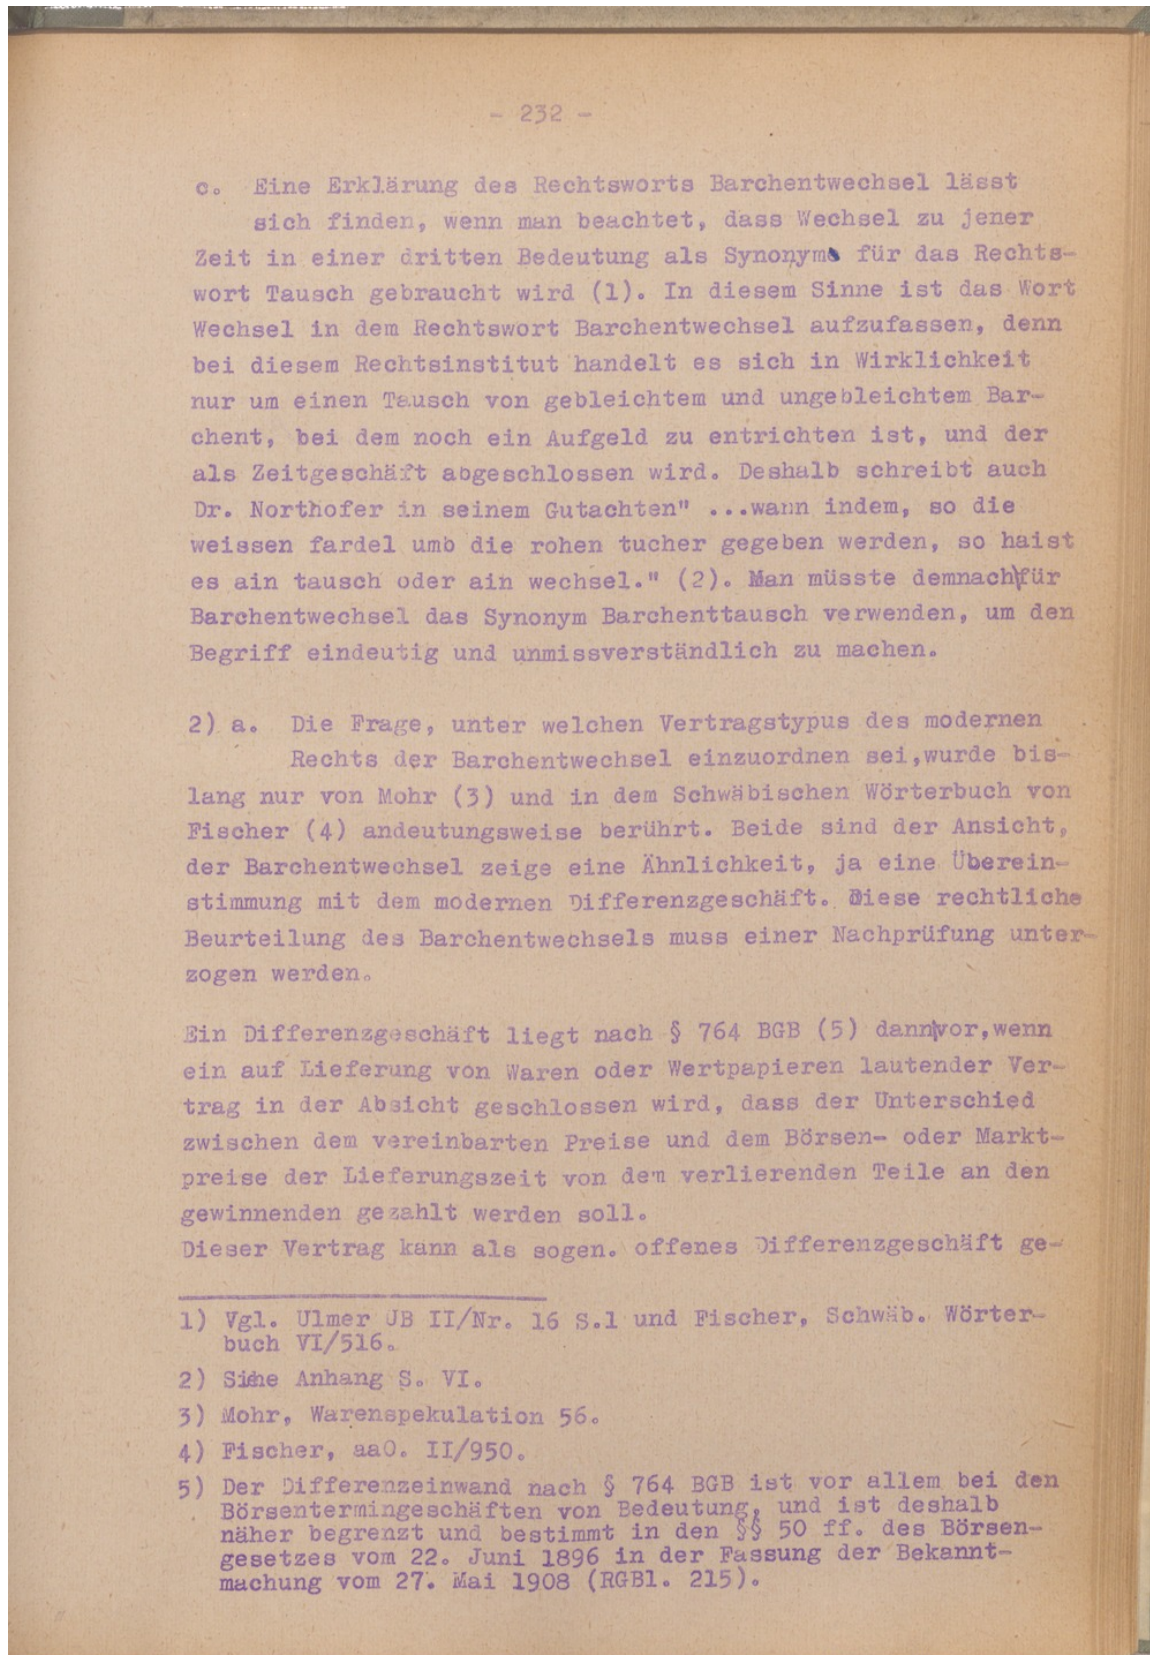 - 232 -
c. Eine Erklärung des Rechtsworts Barchentwechsel lässt
sich finden, wenn man beachtet, dass Wechsel zu jener
Zeit in einer dritten Bedeutung als Synonym für das Rechts-
wort Tausch gebraucht wird (1). In diesem Sinne ist das Wort
Wechsel in dem Rechtswort Barchentwechsel aufzufassen, denn
bei diesem Rechtsinstitut handelt es sich in Wirklichkeit
nur um einen Tausch von gebleichtem und ungebleichtem Bar-
chent, bei dem noch ein Aufgeld zu entrichten ist, und der
als Zeitgeschäft abgeschlossen wird. Deshalb schreibt auch
Dr. Northofer in seinem Gutachten" ...wann indem, so die
weissen fardel umb die rohen tucher gegeben werden, so haist
es ain tausch oder ain wechsel." (2). Man müsste demnach für
Barchentwechsel das Synonym Barchenttausch verwenden, um den
Begriff eindeutig und unmissverständlich zu machen.
2) a. Die Frage, unter welchen Vertragstypus des modernen
Rechts der Barchentwechsel einzuordnen sei,wurde bis-
lang nur von Mohr (3) und in dem Schwäbischen Wörterbuch von
Fischer (4) andeutungsweise berührt. Beide sind der Ansicht,
der Barchentwechsel zeige eine Ähnlichkeit, ja eine Überein-
stimmung mit dem modernen Differenzgeschäft. Diese rechtliche
Beurteilung des Barchentwechsels muss einer Nachprüfung unter-
zogen werden.
Ein Differenzgeschäft liegt nach § 764 BGB (5) dann vor,wenn
ein auf Lieferung von Waren oder Wertpapieren lautender Ver-
trag in der Absicht geschlossen wird, dass der Unterschied
zwischen dem vereinbarten Preise und dem Börsen- oder Markt-
preise der Lieferungszeit von dem verlierenden Teile an den
gewinnenden gezahlt werden soll.
Dieser Vertrag kann als sogen. offenes Differenzgeschäft ge-
1) Vgl. Ulmer UB II/Nr. 16 S.1 und Fischer, Schwäb. Wörter-
buch VI/516.
2) Siehe Anhang S. VI.
3) Mohr, Warenspekulation 56.
4) Fischer, aaO. II/950.
5) Der Differenzeinwand nach § 764 BGB ist vor allem bei den
Börsentermingeschäften von Bedeutung, und ist deshalb
näher begrenzt und bestimmt in den §§ 50 ff. des Börsen-
gesetzes vom 22. Juni 1896 in der Fassung der Bekannt-
machung vom 27. Mai 1908 (RGBl. 215).